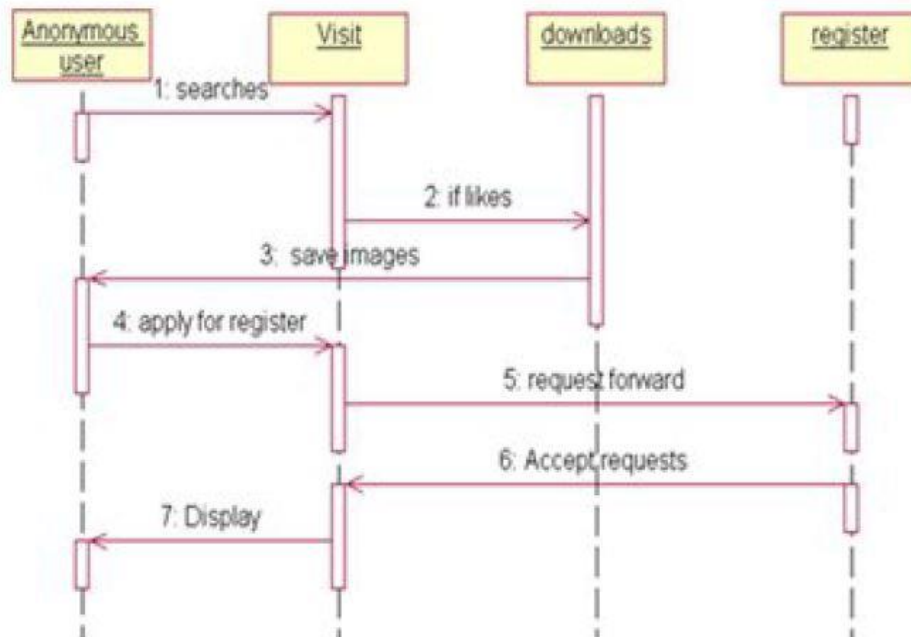 Anonymous
user
Visit
downloads
register
1: searches
2: if likes
3: save images
4: apply for register
5: request forward
6: Accept requests
7: Display